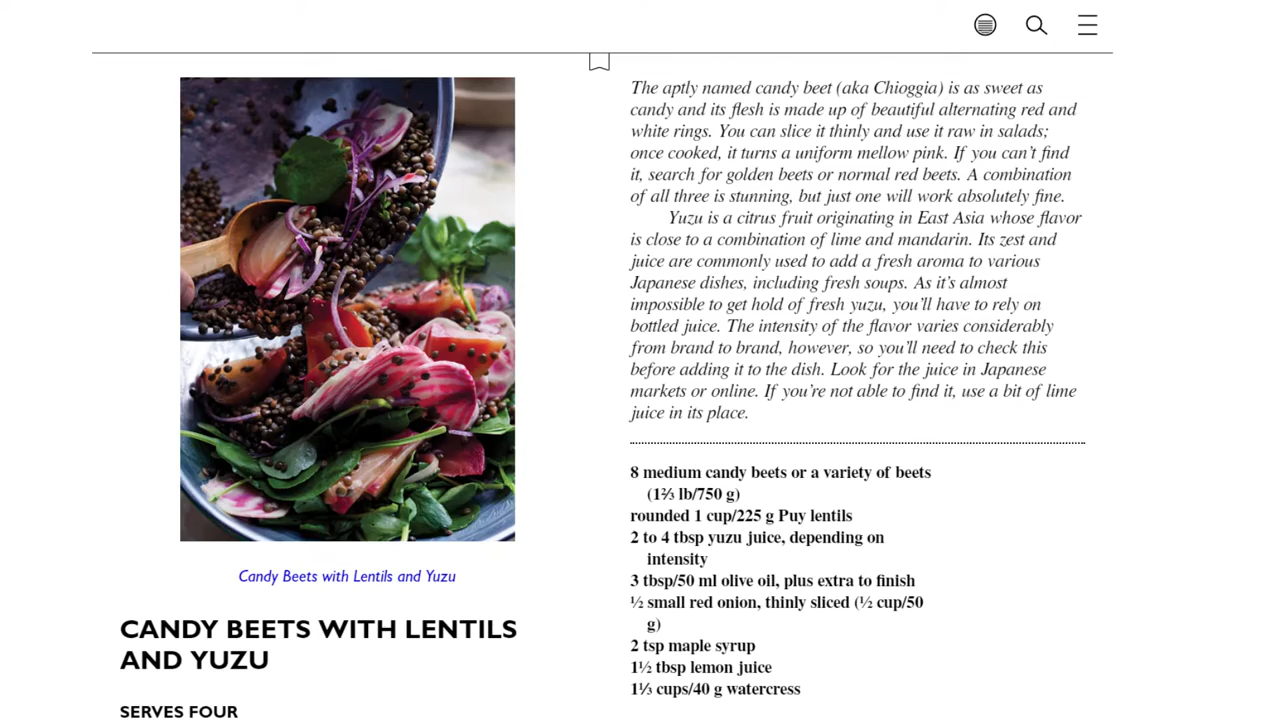 Candy Beets with Lentils and Yuzu
CANDY BEETS WITH LENTILS
AND YUZU
SERVES FOUR
The aptly named candy beet (aka Chioggia) is as sweet as
candy and its flesh is made up of beautiful alternating red and
white rings. You can slice it thinly and use it raw in salads;
once cooked, it turns a uniform mellow pink. If you can’t find
it, search for golden beets or normal red beets. A combination
of all three is stunning, but just one will work absolutely fine.
Yuzu is a citrus fruit originating in East Asia whose flavor
is close to a combination of lime and mandarin. Its zest and
juice are commonly used to add a fresh aroma to various
Japanese dishes, including fresh soups. As it’s almost
impossible to get hold of fresh yuzu, you’ll have to rely on
bottled juice. The intensity of the flavor varies considerably
from brand to brand, however, so you’ll need to check this
before adding it to the dish. Look for the juice in Japanese
markets or online. If you’re not able to find it, use a bit of lime
juice in its place.
8 medium candy beets or a variety of beets
(1⅔ lb/750 g)
rounded 1 cup/225 g Puy lentils
2 to 4 tbsp yuzu juice, depending on
intensity
3 tbsp/50 ml olive oil, plus extra to finish
½ small red onion, thinly sliced (½ cup/50
g)
2 tsp maple syrup
1½ tbsp lemon juice
1⅓ cups/40 g watercress